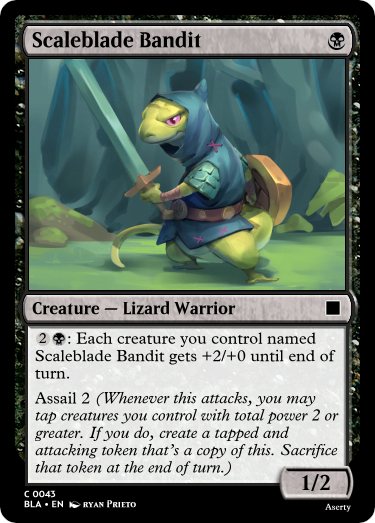 Scaleblade Bandit
Creature — Lizard Warrior
2 : Each creature you control named
Scaleblade Bandit gets +2/+0 until end of
turn.
Assail 2 (Whenever this attacks, you may
tap creatures you control with total power 2 or
greater. If you do, create a tapped and
attacking token that's a copy of this. Sacrifice
that token at the end of turn.)
1/2
C 0043
BLA • EN RYAN PRIETO
Aserty